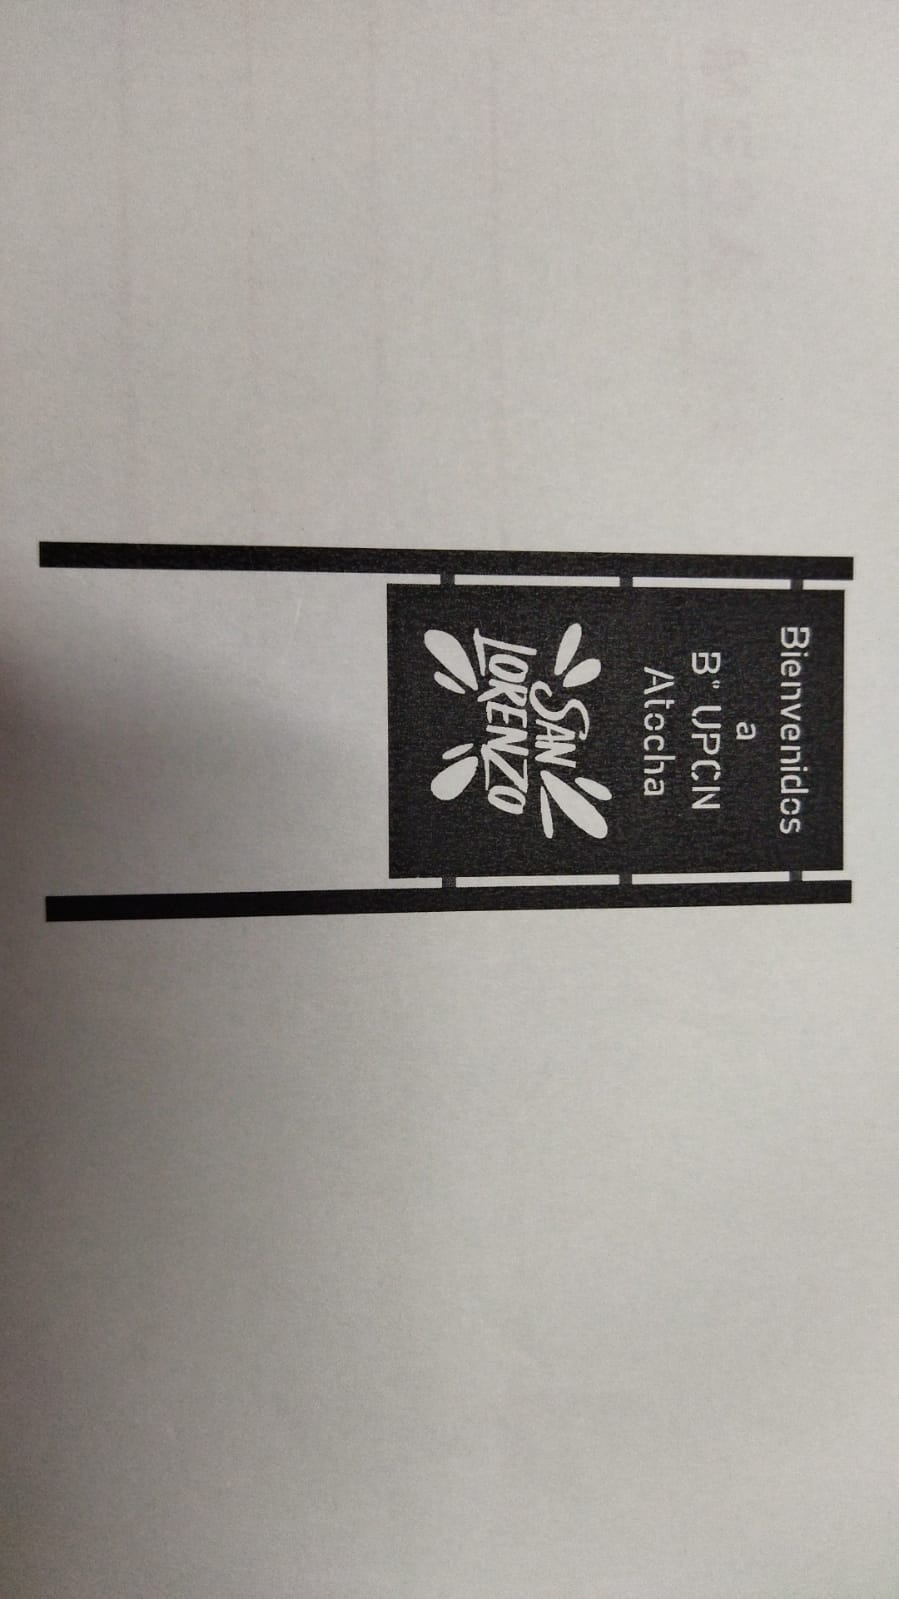 Bienvenidos
a
B° UPCN
Atocha
SAN
LORENZO